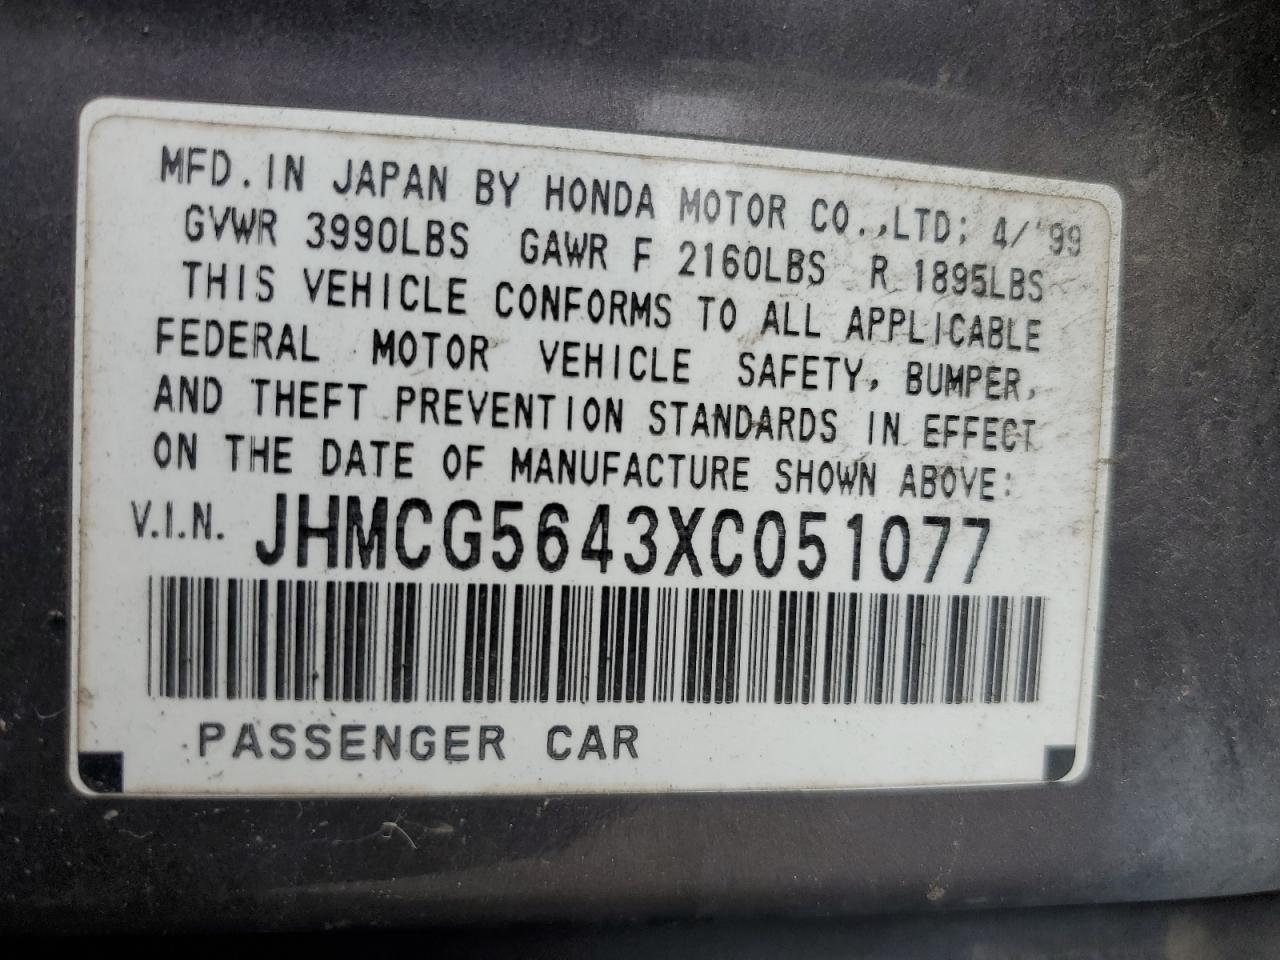 MFD. IN JAPAN BY HONDA MOTOR CO.,LTD; 4/'99
GVWR 3990LBS GAWR F 2160LBS R 1895LBS
THIS VEHICLE CONFORMS TO ALL APPLICABLE
FEDERAL MOTOR VEHICLE SAFETY, BUMPER,
AND THEFT PREVENTION STANDARDS IN EFFECT
ON THE DATE OF MANUFACTURE SHOWN ABOVE:
V.I.N. JHMCG5643XC051077
PASSENGER CAR